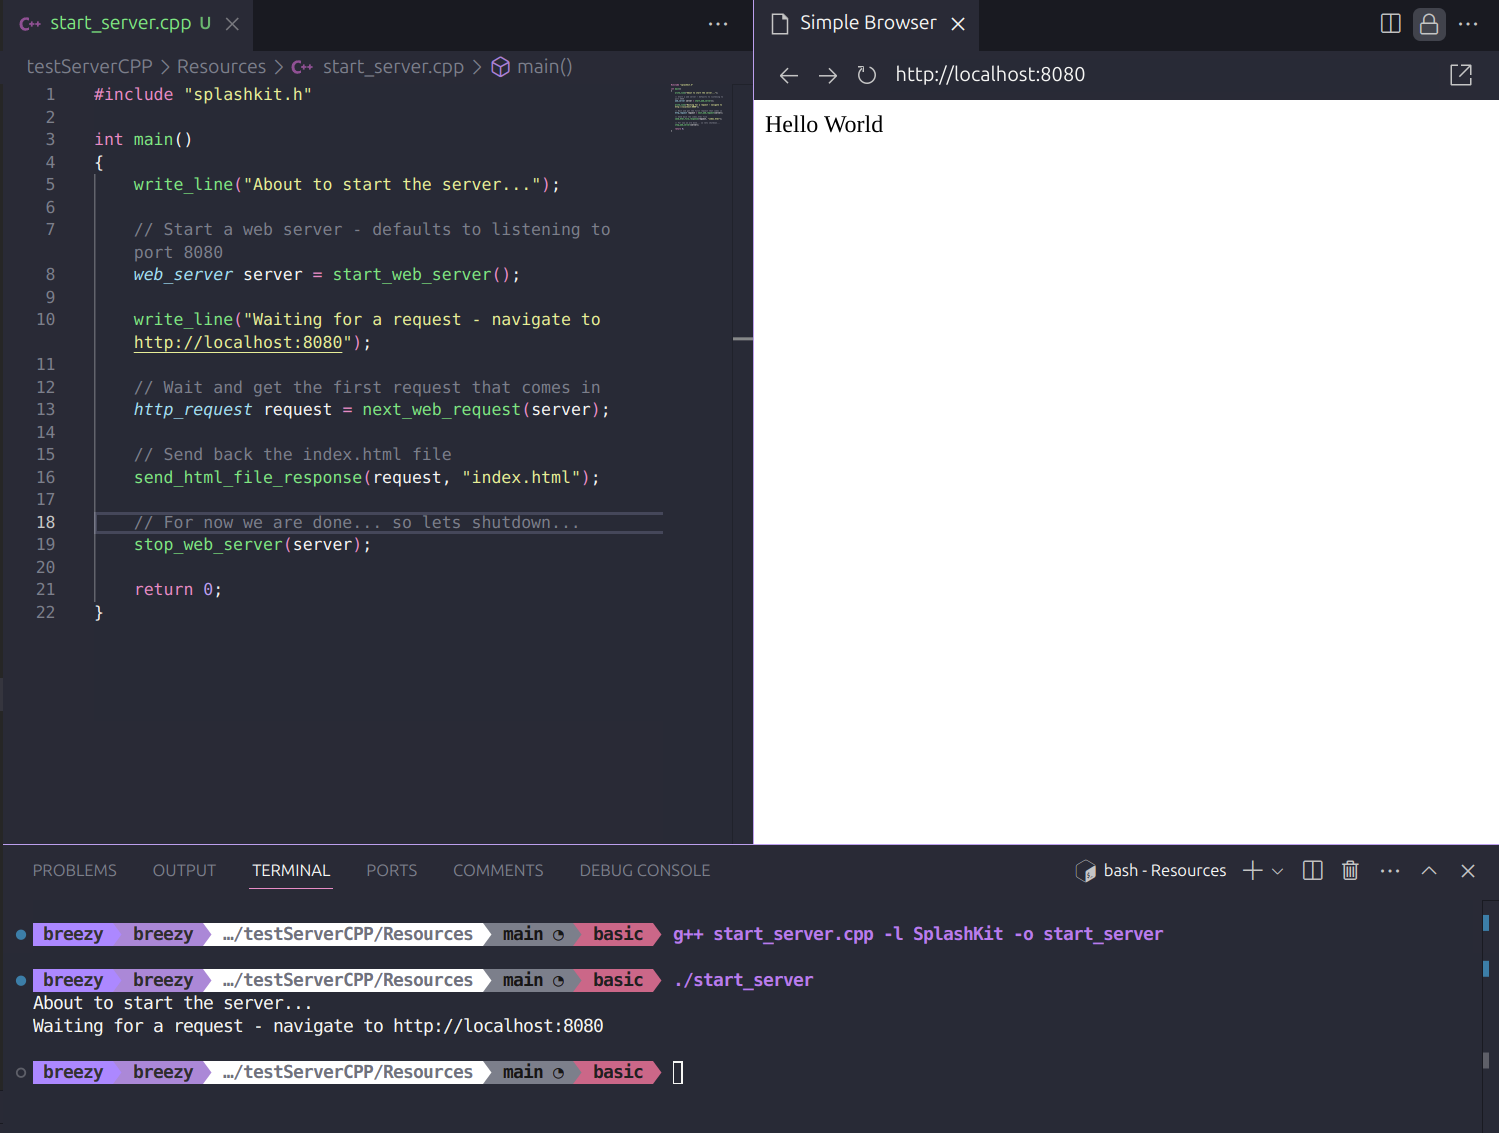 C++ start_server.cpp U
Simple Browser
testServerCPP > Resources > C++ start_server.cpp > main()
http://localhost:8080
1 #include "splashkit.h"
2
3 int main()
4 {
5 write_line("About to start the server...");
6
7 // Start a web server - defaults to listening to
port 8080
8 web_server server = start_web_server();
9
10 write_line("Waiting for a request - navigate to
http://localhost:8080");
11
12 // Wait and get the first request that comes in
13 http_request request = next_web_request(server);
14
15 // Send back the index.html file
16 send_html_file_response(request, "index.html");
17
18 // For now we are done... so lets shutdown...
19 stop_web_server(server);
20
21 return 0;
22 }
Hello World
PROBLEMS OUTPUT TERMINAL PORTS COMMENTS DEBUG CONSOLE
bash - Resources
breezy breezy …/testServerCPP/Resources main basic g++ start_server.cpp -l SplashKit -o start_server
breezy breezy …/testServerCPP/Resources main basic ./start_server
About to start the server...
Waiting for a request - navigate to http://localhost:8080
breezy breezy …/testServerCPP/Resources main basic